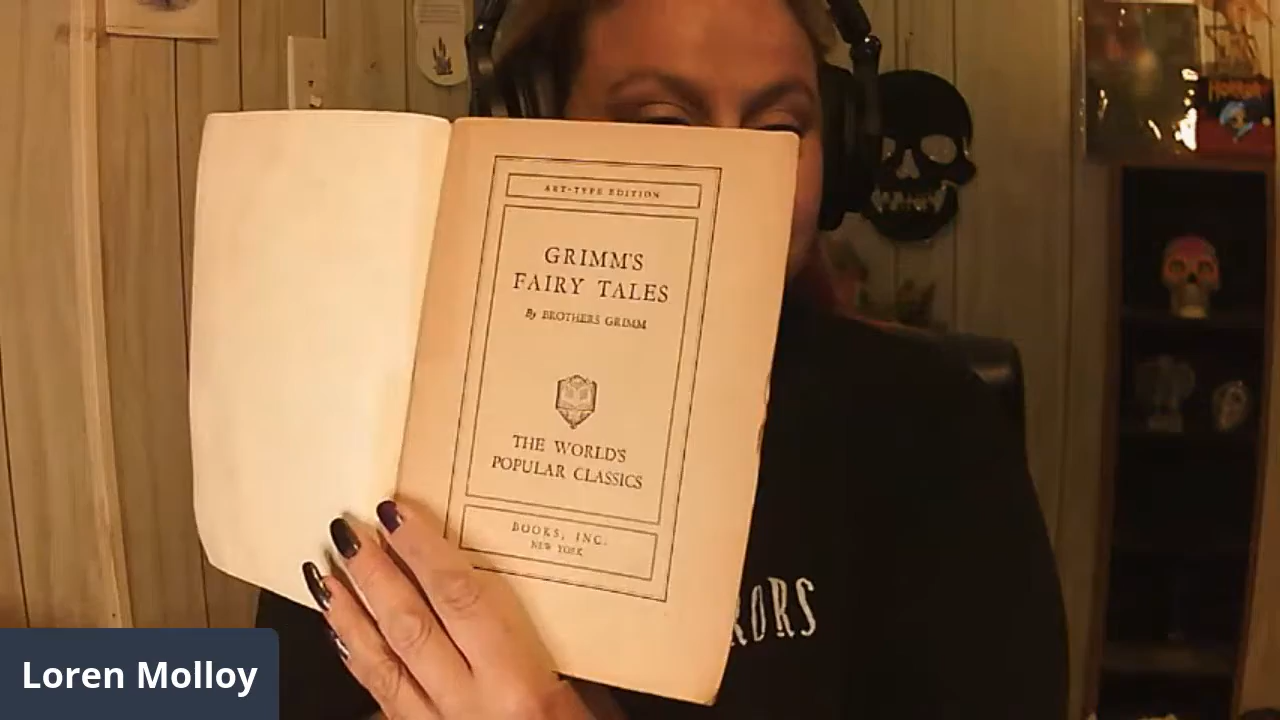 ART-TYPE EDITION
GRIMM'S
FAIRY TALES
By BROTHERS GRIMM
THE WORLD'S
POPULAR CLASSICS
BOOKS, INC.
NEW YORK
Loren Molloy